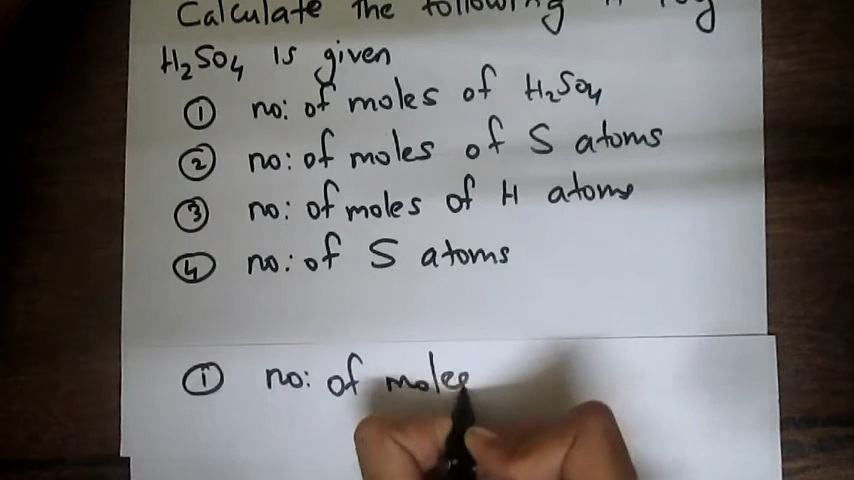 Calculate the following
H₂SO₄ is given
① no: of moles of H₂SO₄
② no: of moles of S atoms
③ no: of moles of H atoms
④ no: of S atoms
① no: of moles